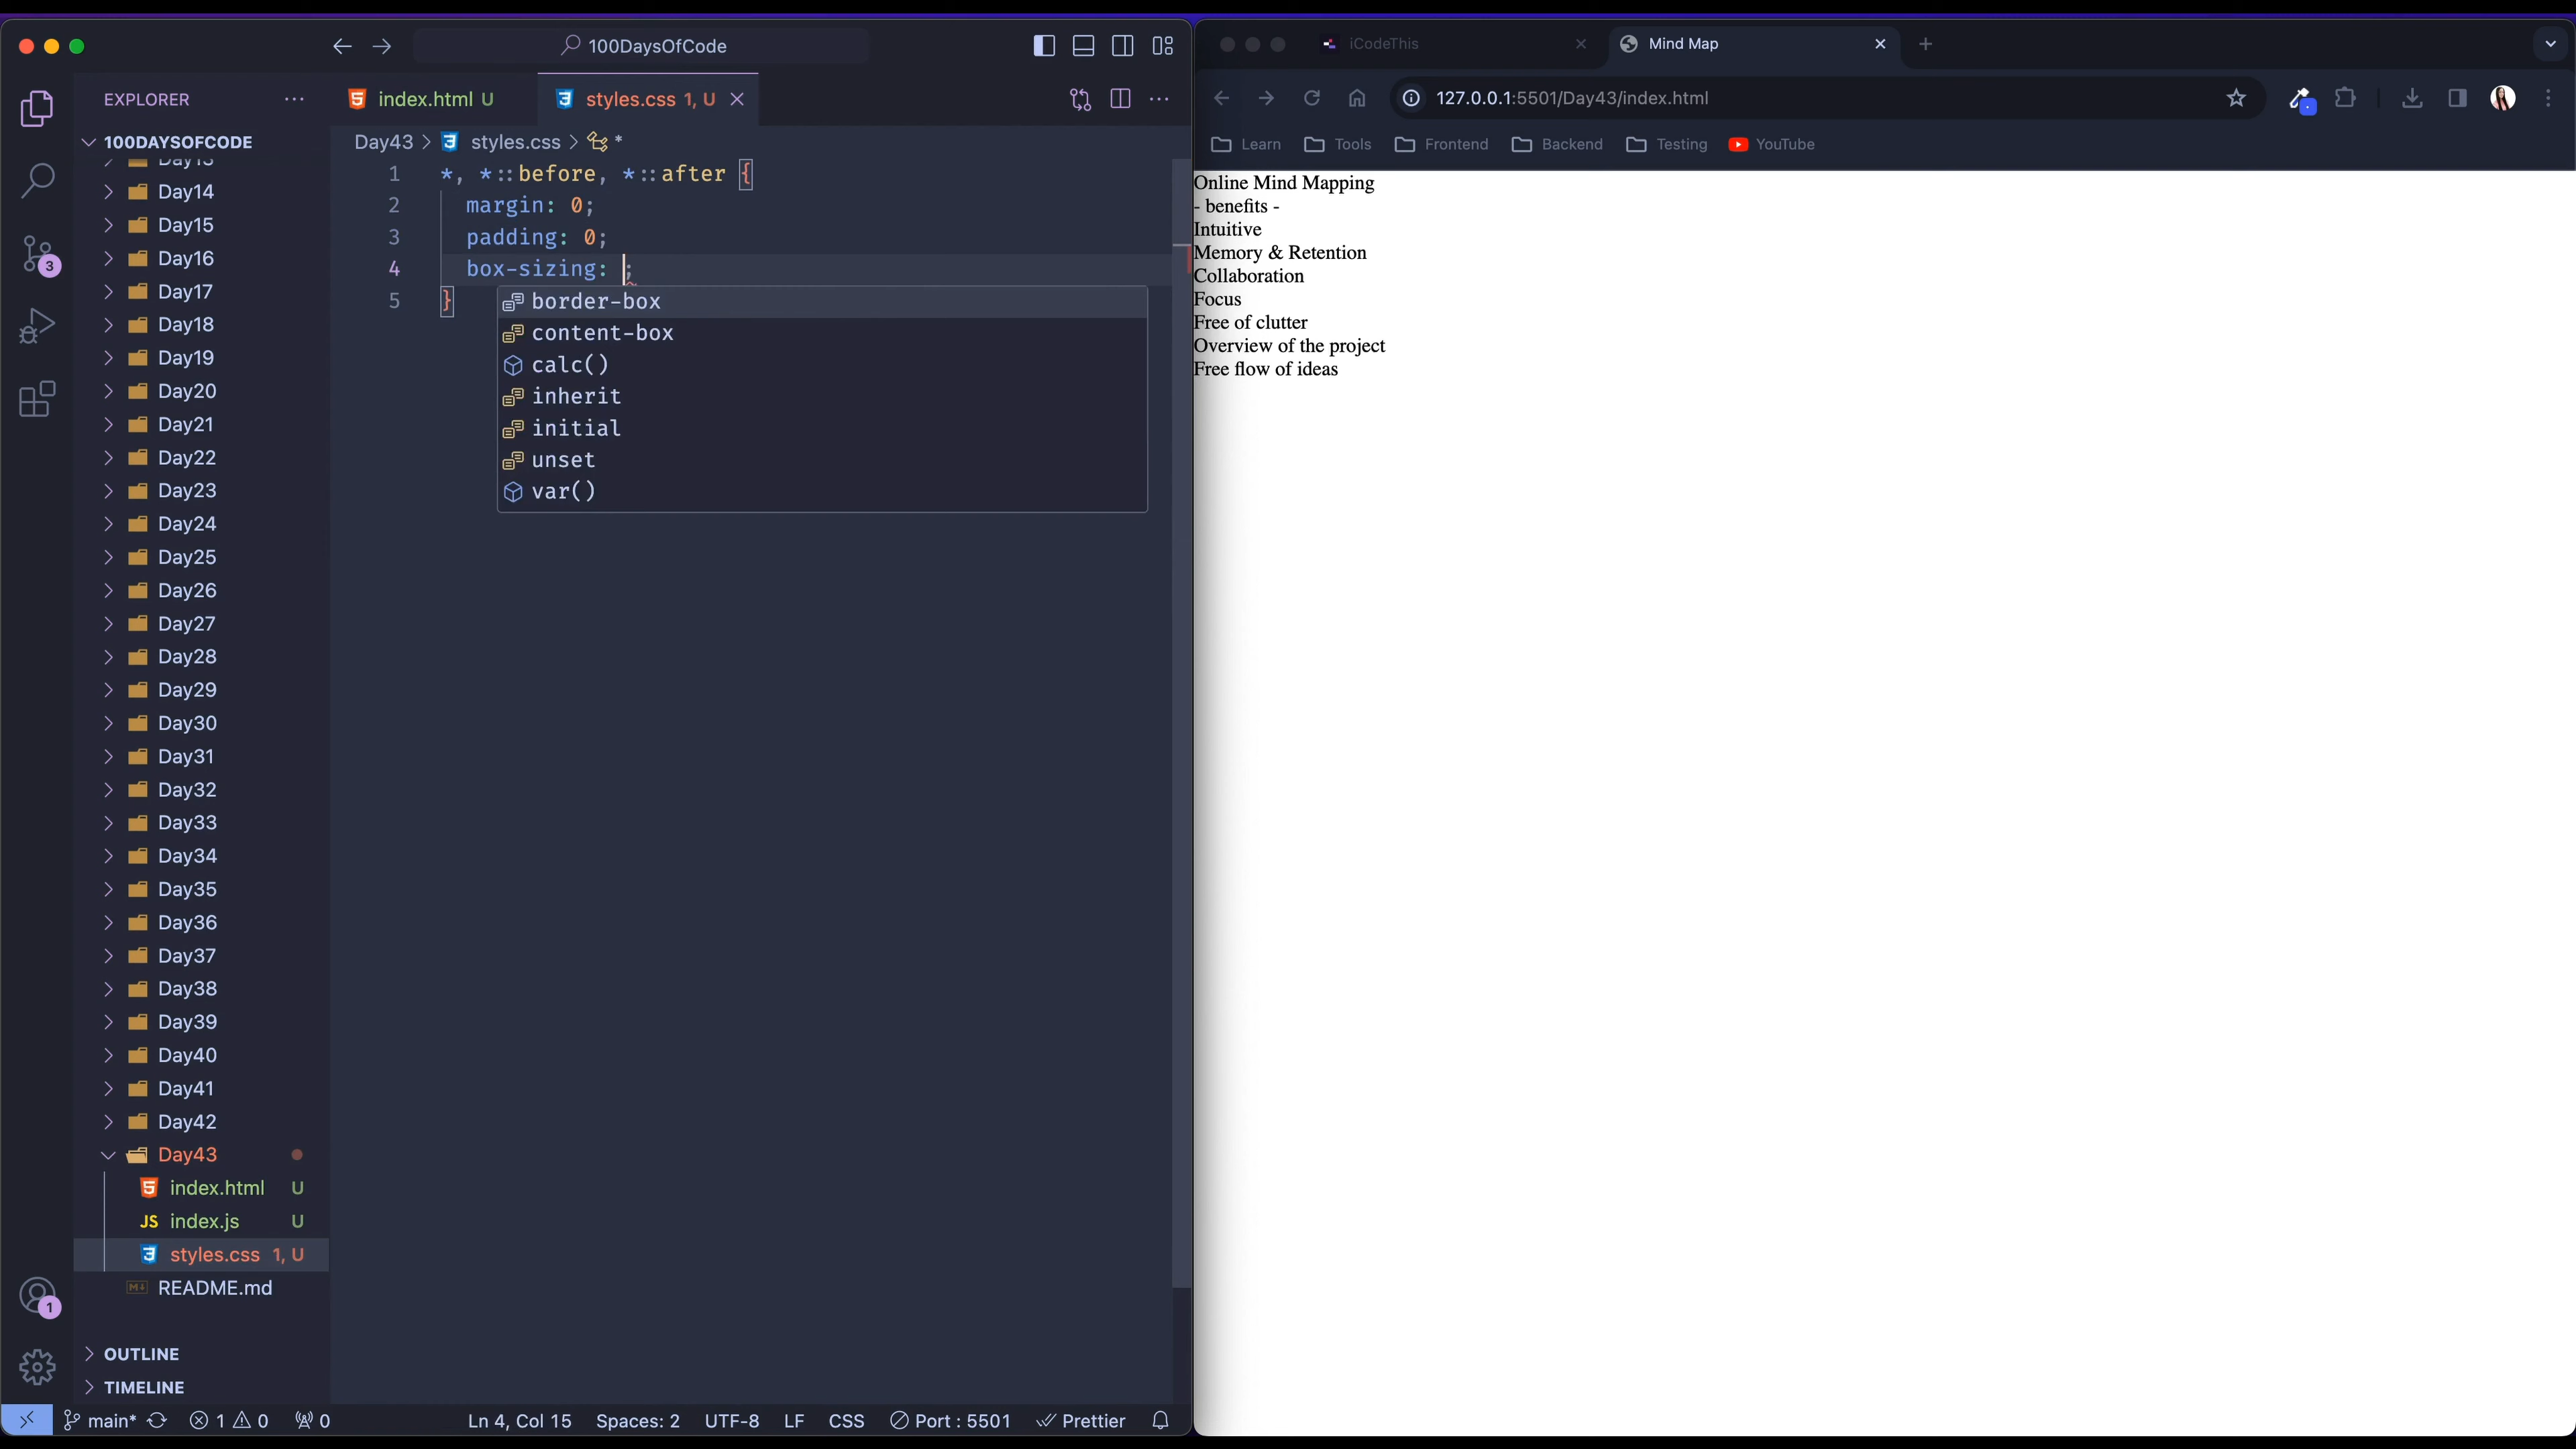 100DaysOfCode
EXPLORER
index.html U
styles.css 1, U
100DAYSOFCODE
Day43 > styles.css > *
Day13
Day14
Day15
Day16
Day17
Day18
Day19
Day20
Day21
Day22
Day23
Day24
Day25
Day26
Day27
Day28
Day29
Day30
Day31
Day32
Day33
Day34
Day35
Day36
Day37
Day38
Day39
Day40
Day41
Day42
Day43
index.html U
JS index.js U
styles.css 1, U
README.md
OUTLINE
TIMELINE
3
1
1 *, *::before, *::after {
2 margin: 0;
3 padding: 0;
4 box-sizing: ;
5 }
border-box
content-box
calc()
inherit
initial
unset
var()
main* 1 0 0 Ln 4, Col 15 Spaces: 2 UTF-8 LF CSS Port : 5501 Prettier
iCodeThis
Mind Map
127.0.0.1:5501/Day43/index.html
Learn Tools Frontend Backend Testing YouTube
Online Mind Mapping
- benefits -
Intuitive
Memory & Retention
Collaboration
Focus
Free of clutter
Overview of the project
Free flow of ideas